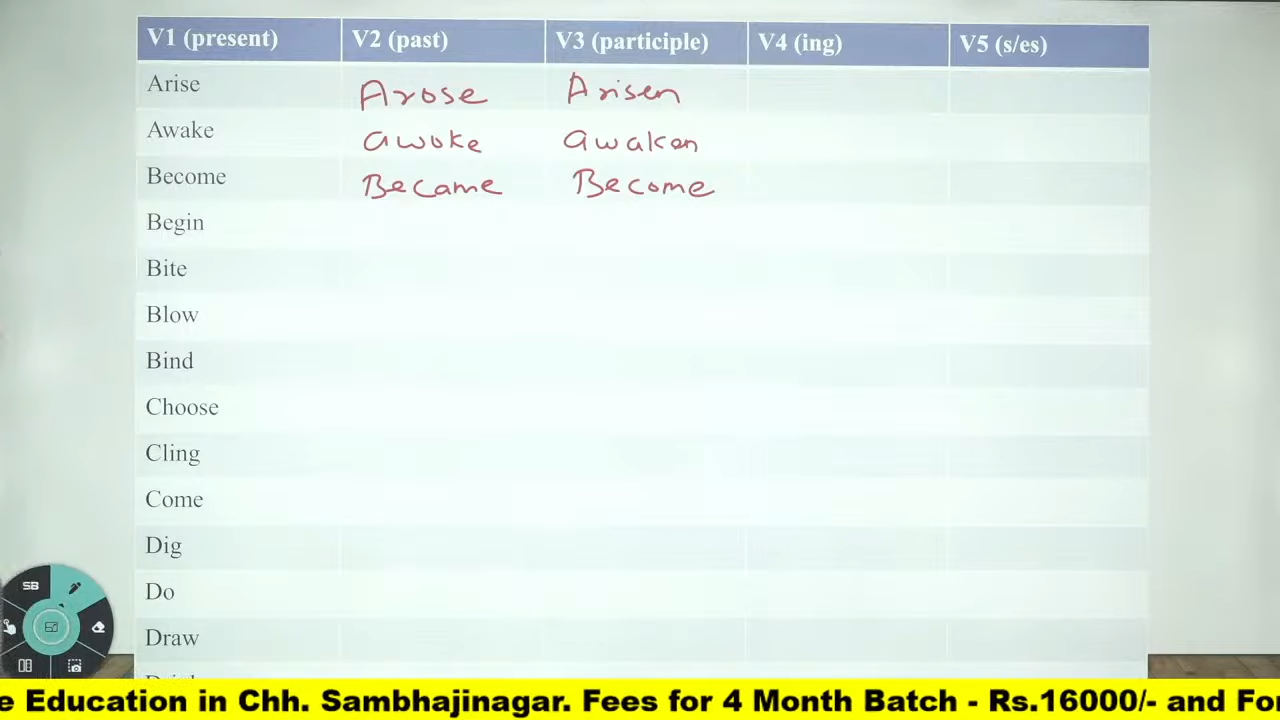 V1 (present) V2 (past) V3 (participle) V4 (ing) V5 (s/es)
Arise Arose Arisen
Awake awoke awaken
Become Became Become
Begin
Bite
Blow
Bind
Choose
Cling
Come
Dig
Do
Draw
SB
e Education in Chh. Sambhajinagar. Fees for 4 Month Batch - Rs.16000/- and Fo